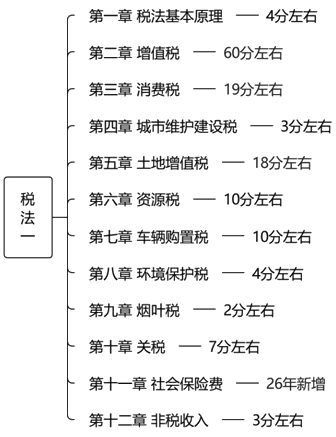 税法一
第一章 税法基本原理 — 4分左右
第二章 增值税 — 60分左右
第三章 消费税 — 19分左右
第四章 城市维护建设税 — 3分左右
第五章 土地增值税 — 18分左右
第六章 资源税 — 10分左右
第七章 车辆购置税 — 10分左右
第八章 环境保护税 — 4分左右
第九章 烟叶税 — 2分左右
第十章 关税 — 7分左右
第十一章 社会保险费 — 26年新增
第十二章 非税收入 — 3分左右